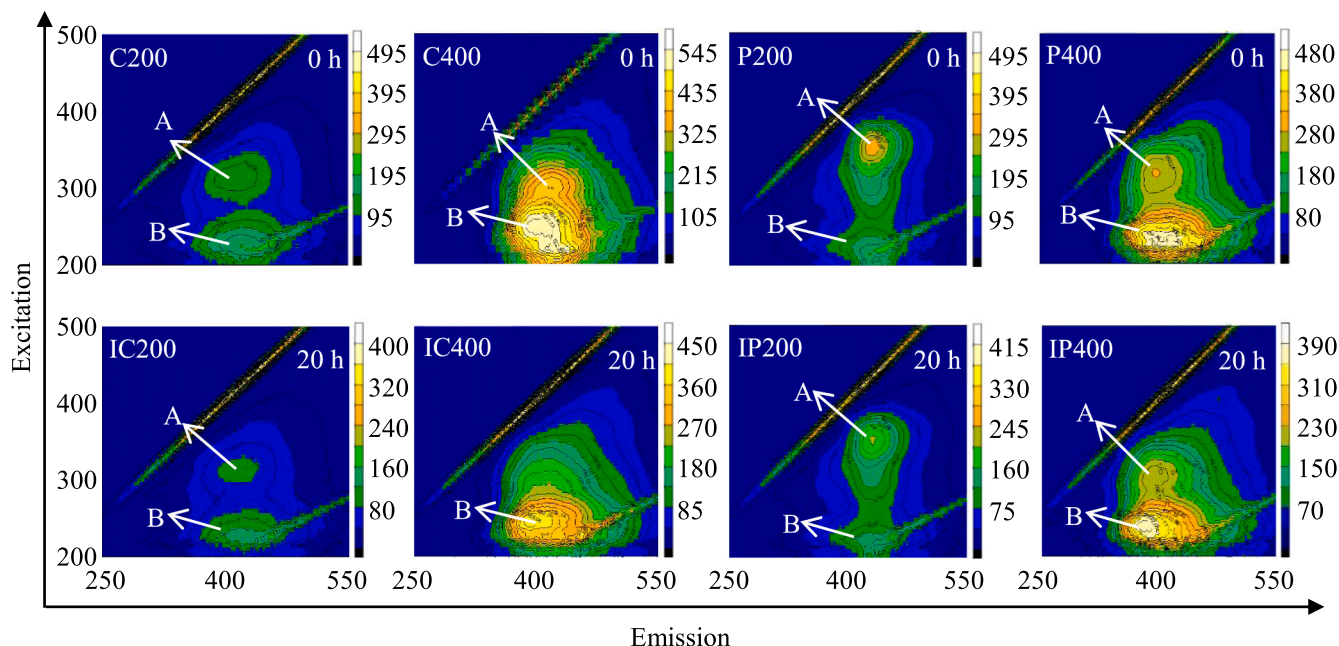 500
400
300
200
C200
0 h
A
B
495
395
295
195
95
C400
0 h
A
B
545
435
325
215
105
P200
0 h
A
B
495
395
295
195
95
P400
0 h
A
B
480
380
280
180
80
Excitation
500
400
300
200
IC200
20 h
A
B
400
320
240
160
80
IC400
20 h
B
450
360
270
180
85
IP200
20 h
A
B
415
330
245
160
75
IP400
20 h
A
B
390
310
230
150
70
250 400 550 250 400 550 250 400 550 250 400 550
Emission